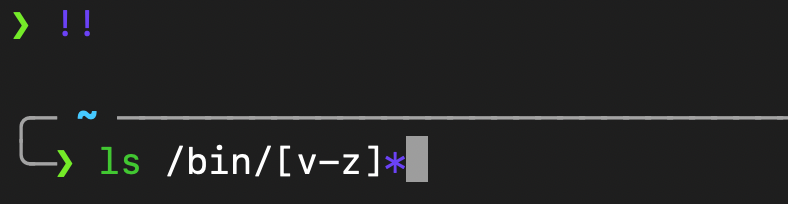 ❯ !!
~
❯ ls /bin/[v-z]*